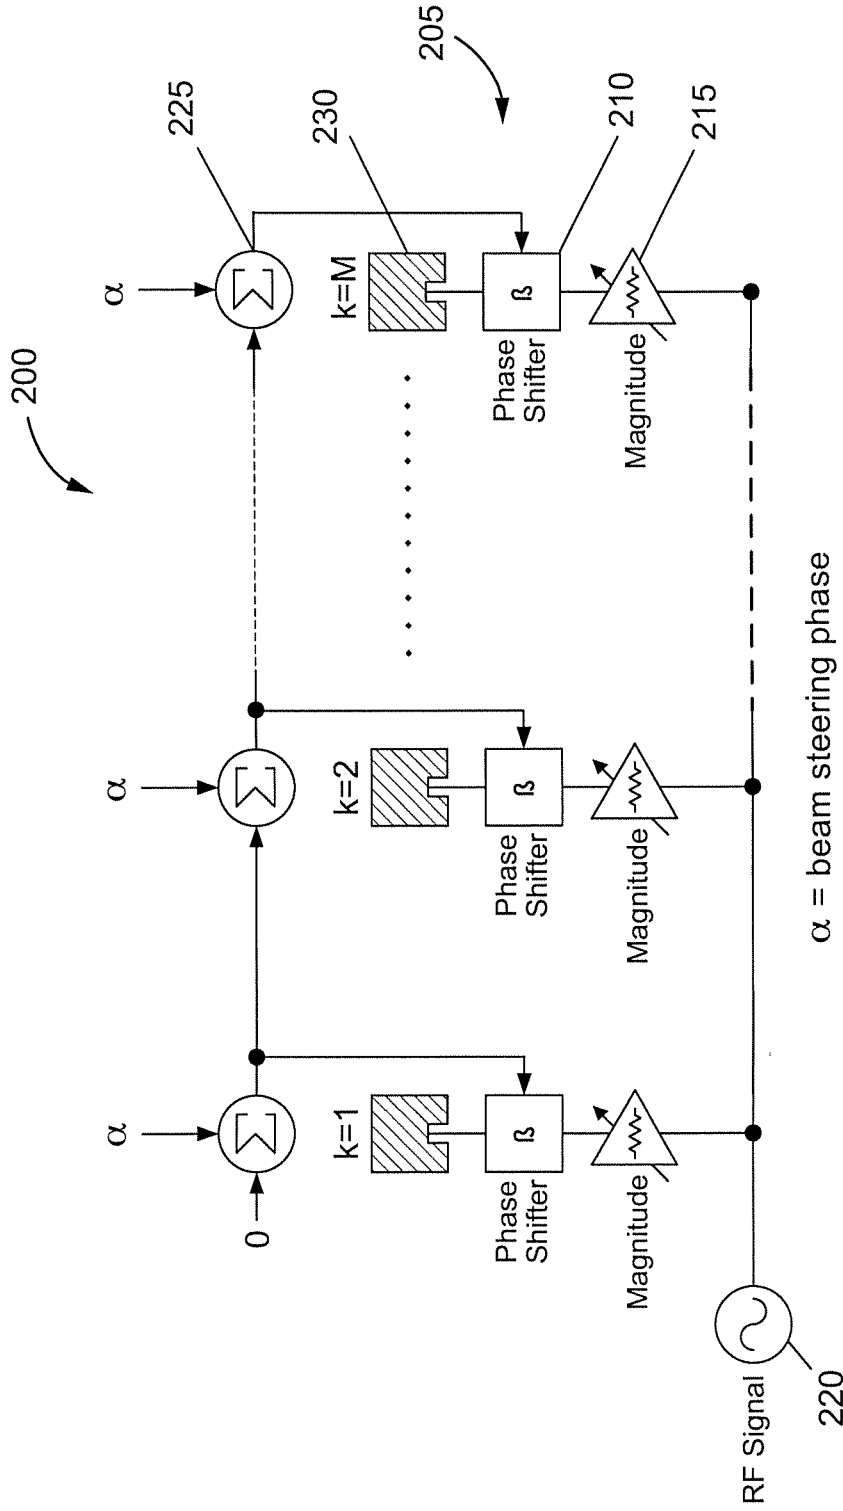 200
205
α
α
α
225
0
Σ
Σ
Σ
k=1
k=2
k=M
230
Phase
Shifter
ß
Phase
Shifter
ß
Phase
Shifter
ß
210
Magnitude
Magnitude
Magnitude
215
RF Signal
220
α = beam steering phase